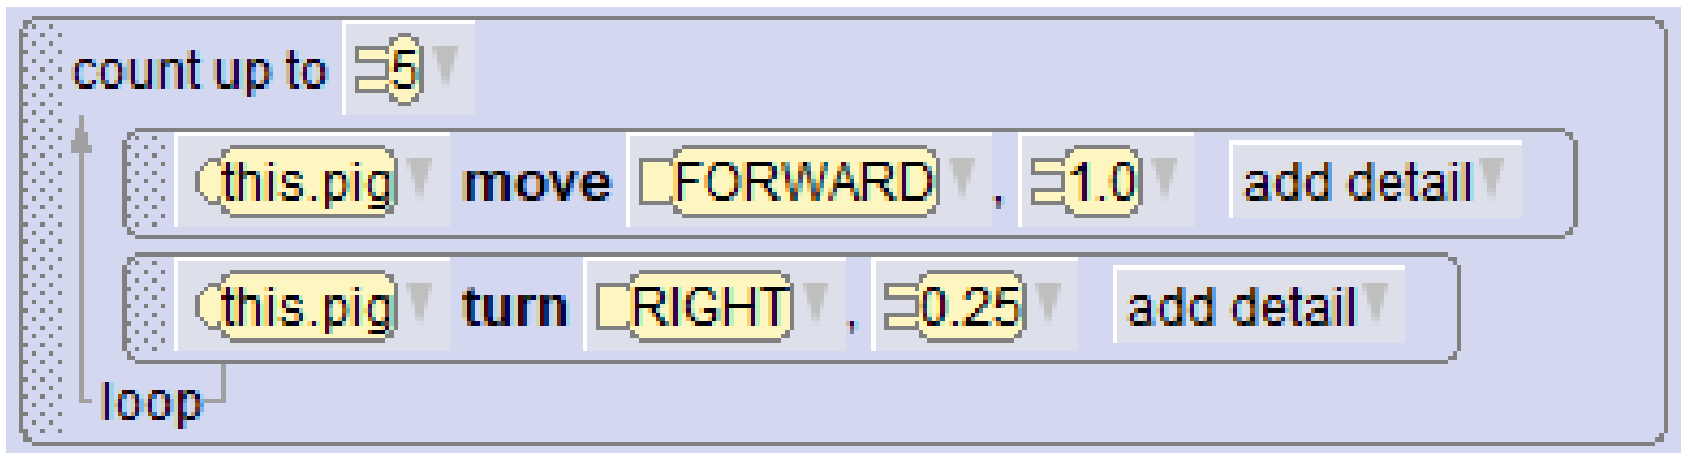 count up to 5
this.pig move FORWARD , 1.0 add detail
this.pig turn RIGHT , 0.25 add detail
loop